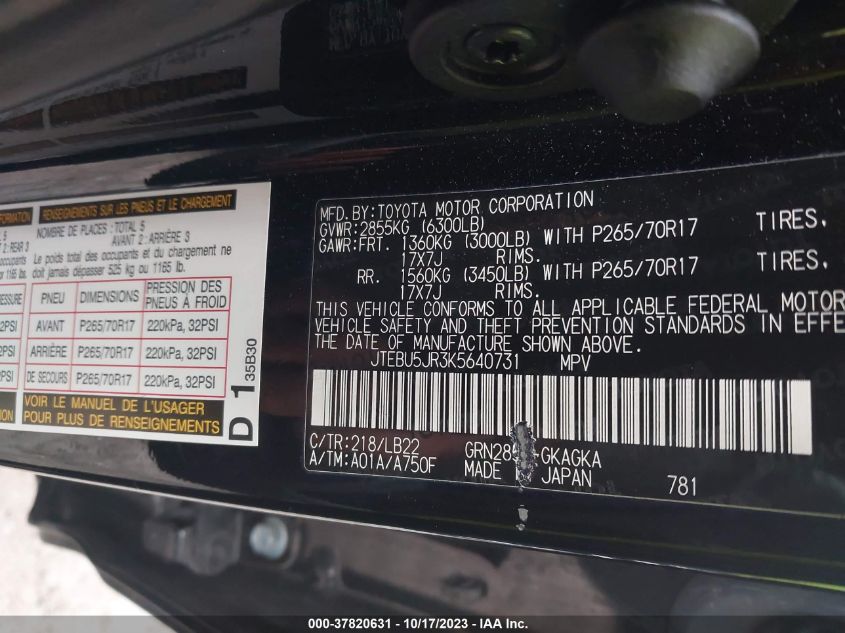 RENSEIGNEMENTS SUR LES PNEUS ET LE CHARGEMENT
NOMBRE DE PLACES : TOTAL 5
AVANT 2 : ARRIÈRE 3
Le poids total des occupants et du chargement ne
doit jamais dépasser 525 kg ou 1165 lb.
PNEU DIMENSIONS PRESSION DES PNEUS À FROID
AVANT P265/70R17 220kPa, 32PSI
ARRIÈRE P265/70R17 220kPa, 32PSI
DE SECOURS P265/70R17 220kPa, 32PSI
VOIR LE MANUEL DE L'USAGER
POUR PLUS DE RENSEIGNEMENTS
D 1 35B30
MFD. BY: TOYOTA MOTOR CORPORATION
GVWR: 2855KG (6300LB)
GAWR: FRT. 1360KG (3000LB) WITH P265/70R17 TIRES,
17X7J RIMS.
RR. 1560KG (3450LB) WITH P265/70R17 TIRES,
17X7J RIMS.
THIS VEHICLE CONFORMS TO ALL APPLICABLE FEDERAL MOTOR
VEHICLE SAFETY AND THEFT PREVENTION STANDARDS IN EFFE
THE DATE OF MANUFACTURE SHOWN ABOVE.
JTEBU5JR3K5640731 MPV
C/TR: 218/LB22 GRN285 -GKAGKA
A/TM: A01A/A750F MADE JAPAN 781
000-37820631 - 10/17/2023 - IAA Inc.